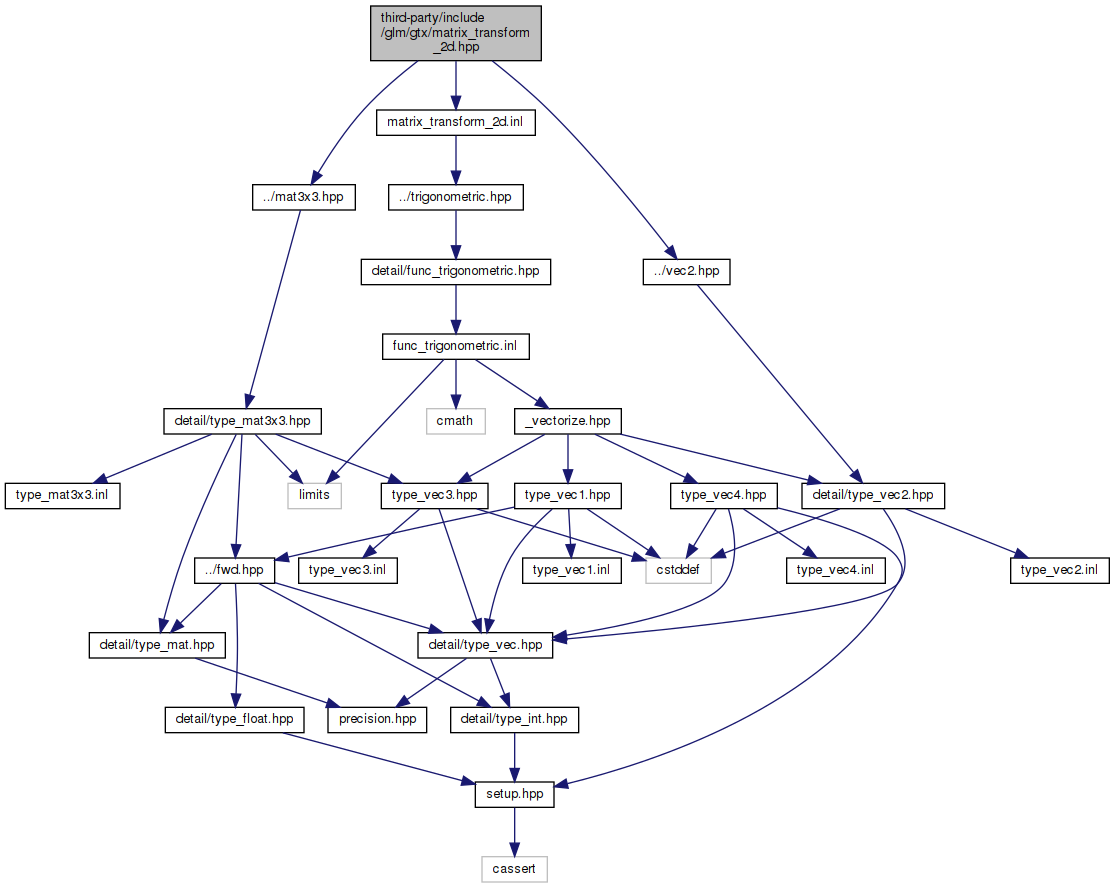 third-party/include
/glm/gtx/matrix_transform
_2d.hpp
matrix_transform_2d.inl
../mat3x3.hpp
../trigonometric.hpp
detail/func_trigonometric.hpp
../vec2.hpp
func_trigonometric.inl
detail/type_mat3x3.hpp
cmath
_vectorize.hpp
type_mat3x3.inl
limits
type_vec3.hpp
type_vec1.hpp
type_vec4.hpp
detail/type_vec2.hpp
../fwd.hpp
type_vec3.inl
type_vec1.inl
cstddef
type_vec4.inl
type_vec2.inl
detail/type_mat.hpp
detail/type_vec.hpp
detail/type_float.hpp
precision.hpp
detail/type_int.hpp
setup.hpp
cassert